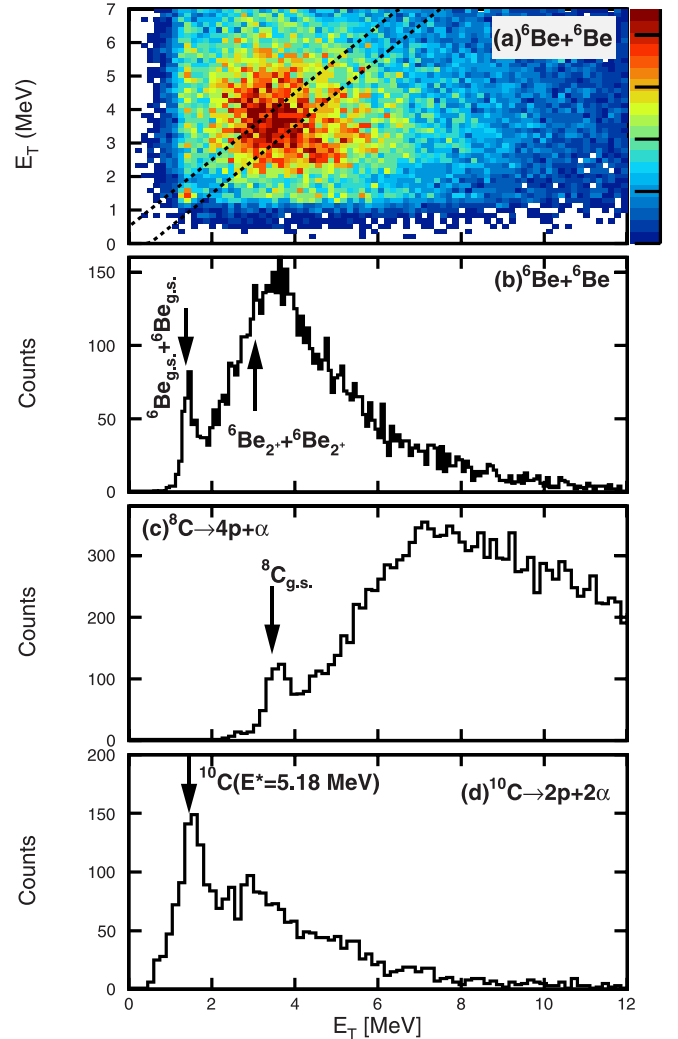 7
6
5
4
3
2
1
0
E_T (MeV)
(a)⁶Be+⁶Be
150
100
50
0
Counts
(b)⁶Be+⁶Be
⁶Be_g.s.+⁶Be_g.s.
⁶Be₂⁺+⁶Be₂⁺
300
200
100
0
Counts
(c)⁸C→4p+α
⁸C_g.s.
200
150
100
50
0
Counts
¹⁰C(E*=5.18 MeV)
(d)¹⁰C→2p+2α
0 2 4 6 8 10 12
E_T [MeV]